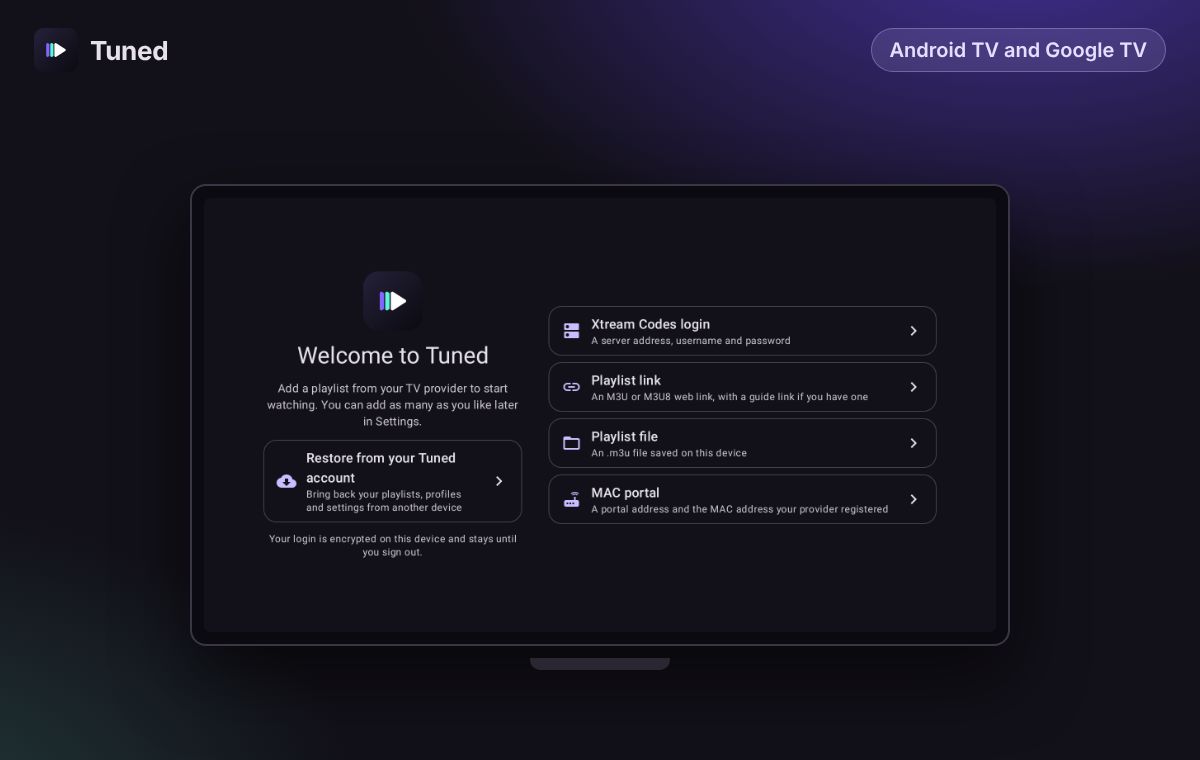 Tuned
Android TV and Google TV
Welcome to Tuned
Add a playlist from your TV provider to start
watching. You can add as many as you like later
in Settings.
Restore from your Tuned
account
Bring back your playlists, profiles
and settings from another device
Your login is encrypted on this device and stays until
you sign out.
Xtream Codes login
A server address, username and password
Playlist link
An M3U or M3U8 web link, with a guide link if you have one
Playlist file
An .m3u file saved on this device
MAC portal
A portal address and the MAC address your provider registered